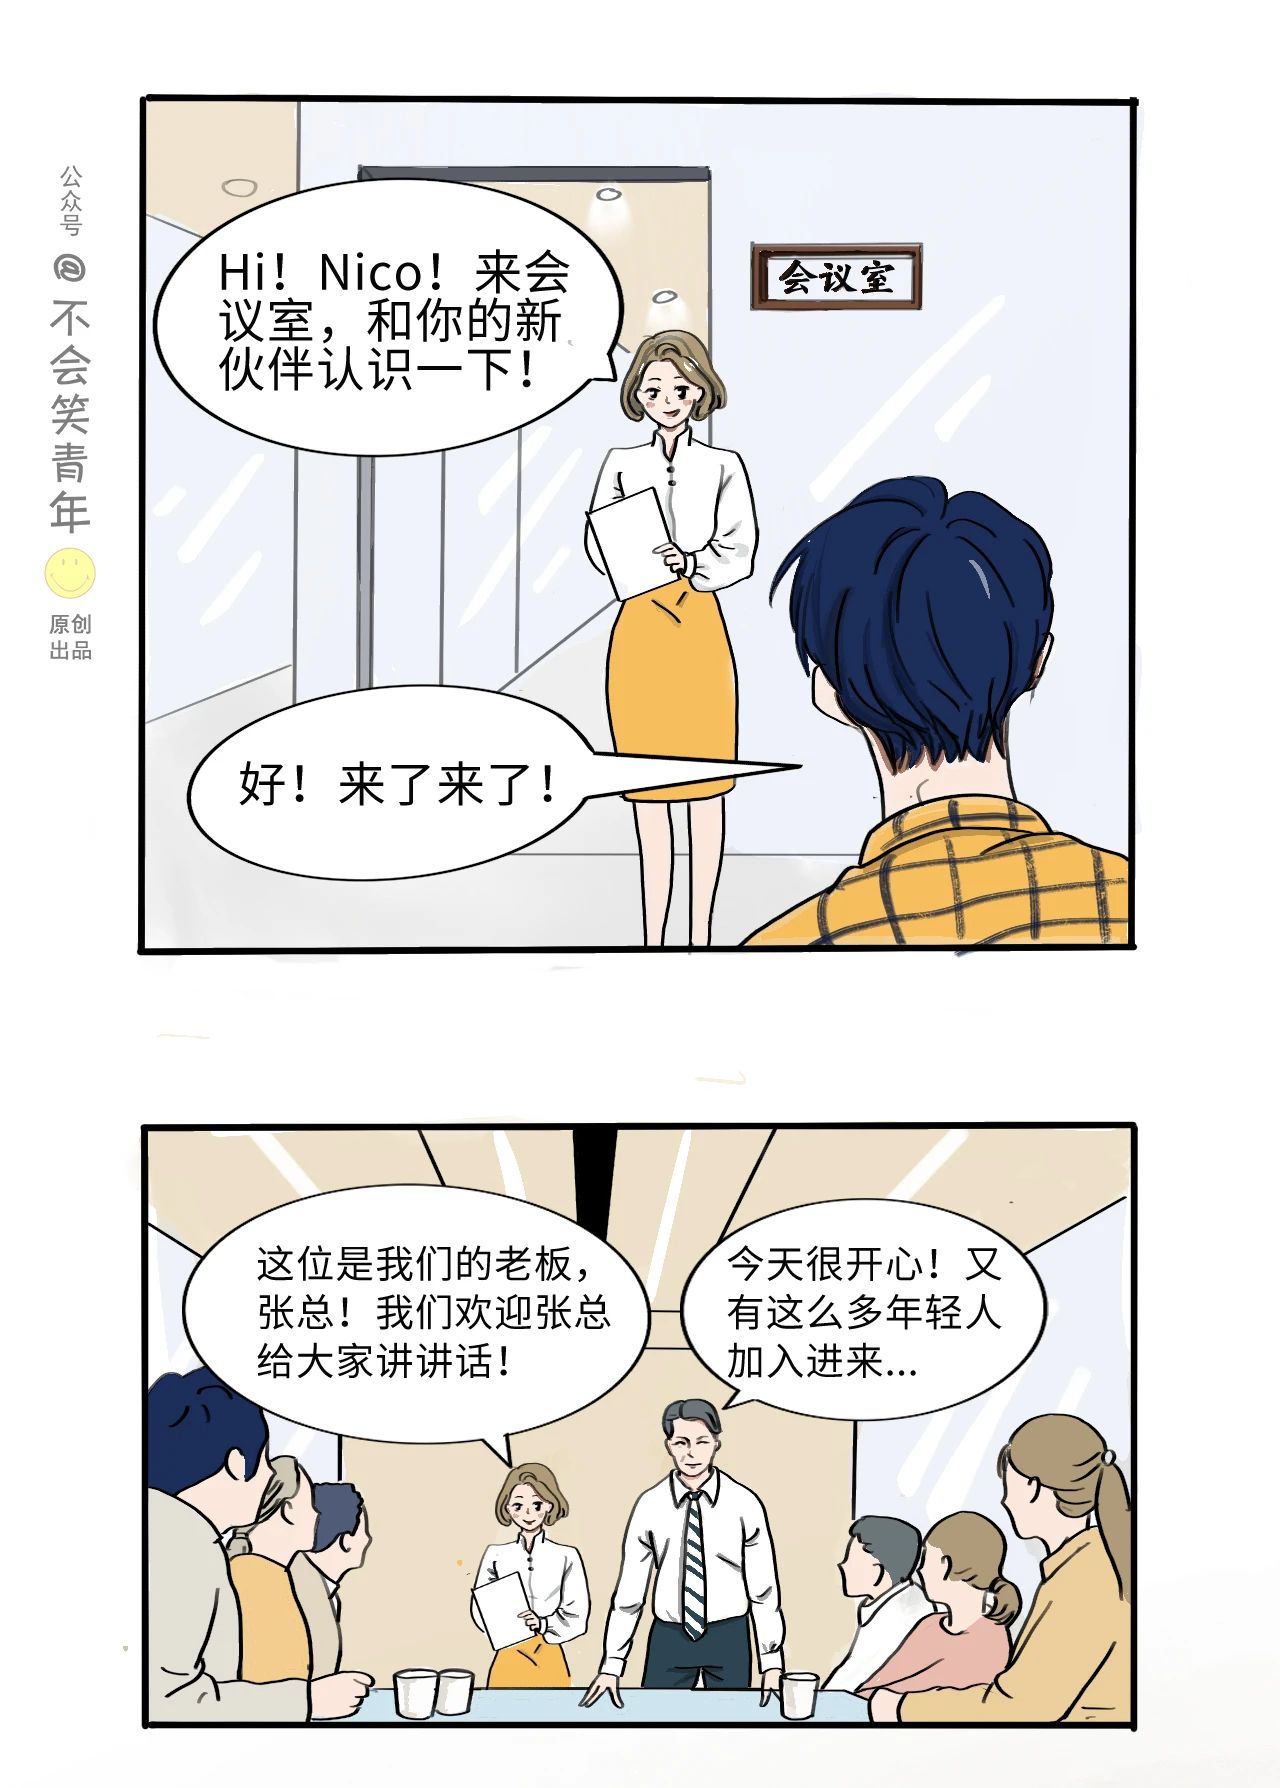 公众号
@不会笑青年
原创
出品
Hi！Nico！来会
议室，和你的新
伙伴认识一下！
会议室
好！来了来了！
这位是我们的老板，
张总！我们欢迎张总
给大家讲讲话！
今天很开心！又
有这么多年轻人
加入进来...